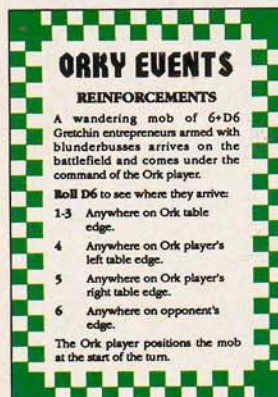 ORKY EVENTS
REINFORCEMENTS
A wandering mob of 6+D6
Gretchin entrepreneurs armed with
blunderbusses arrives on the
battlefield and comes under the
command of the Ork player.
Roll D6 to see where they arrive:
1-3 Anywhere on Ork table
edge.
4 Anywhere on Ork player's
left table edge.
5 Anywhere on Ork player's
right table edge.
6 Anywhere on opponent's
edge.
The Ork player positions the mob
at the start of the turn.